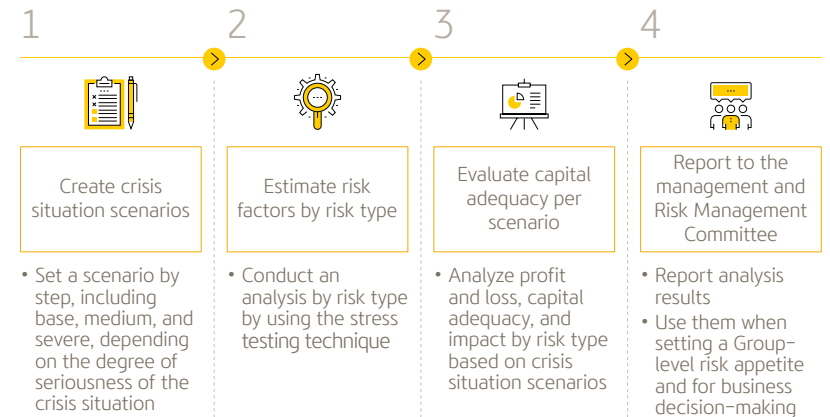 1
2
3
4
Create crisis
situation scenarios
Estimate risk
factors by risk type
Evaluate capital
adequacy per
scenario
Report to the
management and
Risk Management
Committee
• Set a scenario by
step, including
base, medium, and
severe, depending
on the degree of
seriousness of the
crisis situation
• Conduct an
analysis by risk type
by using the stress
testing technique
• Analyze profit
and loss, capital
adequacy, and
impact by risk type
based on crisis
situation scenarios
• Report analysis
results
• Use them when
setting a Group-
level risk appetite
and for business
decision-making